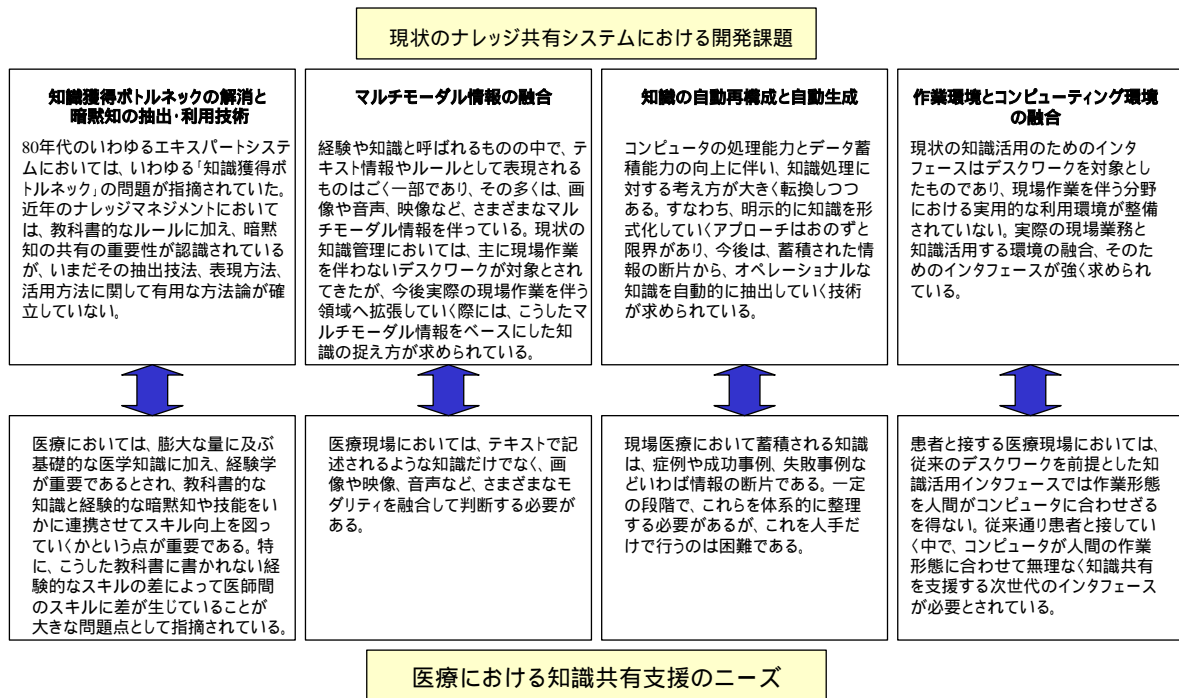 現状のナレッジ共有システムにおける開発課題
知識獲得ボトルネックの解消と
暗黙知の抽出・利用技術
80年代のいわゆるエキスパートシステ
ムにおいては、いわゆる「知識獲得ボ
トルネック」の問題が指摘されていた。
近年のナレッジマネジメントにおいて
は、教科書的なルールに加え、暗黙
知の共有の重要性が認識されている
が、いまだその抽出技法、表現方法、
活用方法に関して有用な方法論が確
立していない。
マルチモーダル情報の融合
経験や知識と呼ばれるものの中で、テ
キスト情報やルールとして表現される
ものはごく一部であり、その多くは、画
像や音声、映像など、さまざまなマル
チモーダル情報を伴っている。現状の
知識管理においては、主に現場作業
を伴わないデスクワークが対象とされ
てきたが、今後実際の現場作業を伴う
領域へ拡張していく際には、こうしたマ
ルチモーダル情報をベースにした知
識の捉え方が求められている。
知識の自動再構成と自動生成
コンピュータの処理能力とデータ蓄
積能力の向上に伴い、知識処理に
対する考え方が大きく転換しつつ
ある。すなわち、明示的に知識を形
式化していくアプローチはおのずと
限界があり、今後は、蓄積された情
報の断片から、オペレーショナルな
知識を自動的に抽出していく技術
が求められている。
作業環境とコンピューティング環境
の融合
現状の知識活用のためのインタ
フェースはデスクワークを対象とし
たものであり、現場作業を伴う分野
における実用的な利用環境が整備
されていない。実際の現場業務と
知識活用する環境の融合、そのた
めのインタフェースが強く求められ
ている。
医療においては、膨大な量に及ぶ
基礎的な医学知識に加え、経験学
が重要であるとされ、教科書的な
知識と経験的な暗黙知や技能をい
かに連携させてスキル向上を図っ
ていくかという点が重要である。特
に、こうした教科書に書かれない経
験的なスキルの差によって医師間
のスキルに差が生じていることが
大きな問題点として指摘されている。
医療現場においては、テキストで記
述されるような知識だけでなく、画
像や映像、音声など、さまざまなモ
ダリティを融合して判断する必要が
ある。
現場医療において蓄積される知識
は、症例や成功事例、失敗事例な
どいわば情報の断片である。一定
の段階で、これらを体系的に整理
する必要があるが、これを人手だ
けで行うのは困難である。
患者と接する医療現場においては、
従来のデスクワークを前提とした知
識活用インタフェースでは作業形態
を人間がコンピュータに合わせざる
を得ない。従来通り患者と接してい
く中で、コンピュータが人間の作業
形態に合わせて無理なく知識共有
を支援する次世代のインタフェース
が必要とされている。
医療における知識共有支援のニーズ